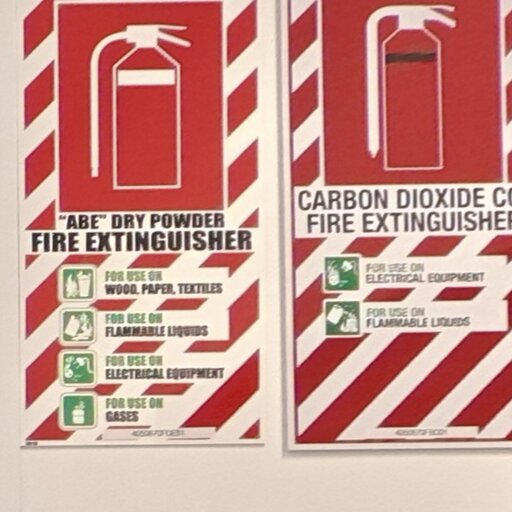 "ABE" DRY POWDER
FIRE EXTINGUISHER
FOR USE ON
WOOD, PAPER, TEXTILES
FOR USE ON
FLAMMABLE LIQUIDS
FOR USE ON
ELECTRICAL EQUIPMENT
FOR USE ON
GASES
CARBON DIOXIDE CO
FIRE EXTINGUISHER
FOR USE ON
ELECTRICAL EQUIPMENT
FOR USE ON
FLAMMABLE LIQUIDS